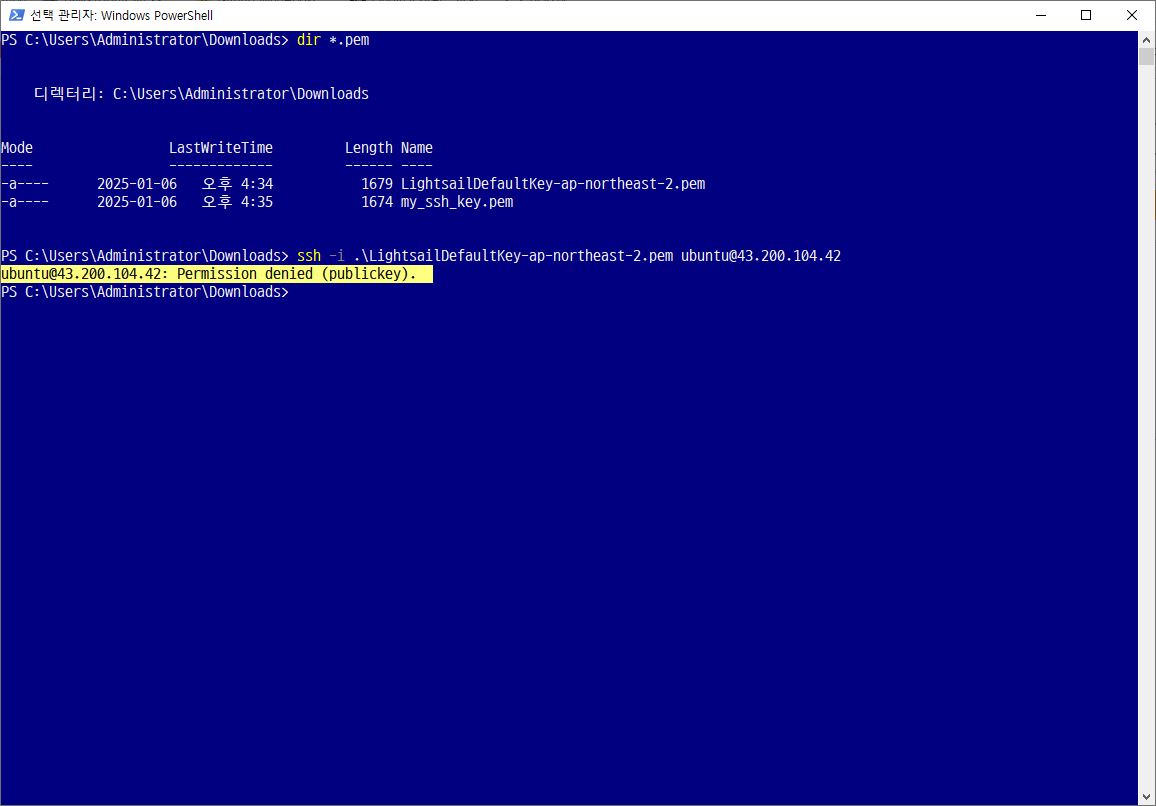 선택 관리자: Windows PowerShell
PS C:\Users\Administrator\Downloads> dir *.pem
디렉터리: C:\Users\Administrator\Downloads
Mode                 LastWriteTime         Length Name
----                 -------------         ------ ----
-a----      2025-01-06   오후 4:34           1679 LightsailDefaultKey-ap-northeast-2.pem
-a----      2025-01-06   오후 4:35           1674 my_ssh_key.pem
PS C:\Users\Administrator\Downloads> ssh -i .\LightsailDefaultKey-ap-northeast-2.pem ubuntu@43.200.104.42
ubuntu@43.200.104.42: Permission denied (publickey).
PS C:\Users\Administrator\Downloads>